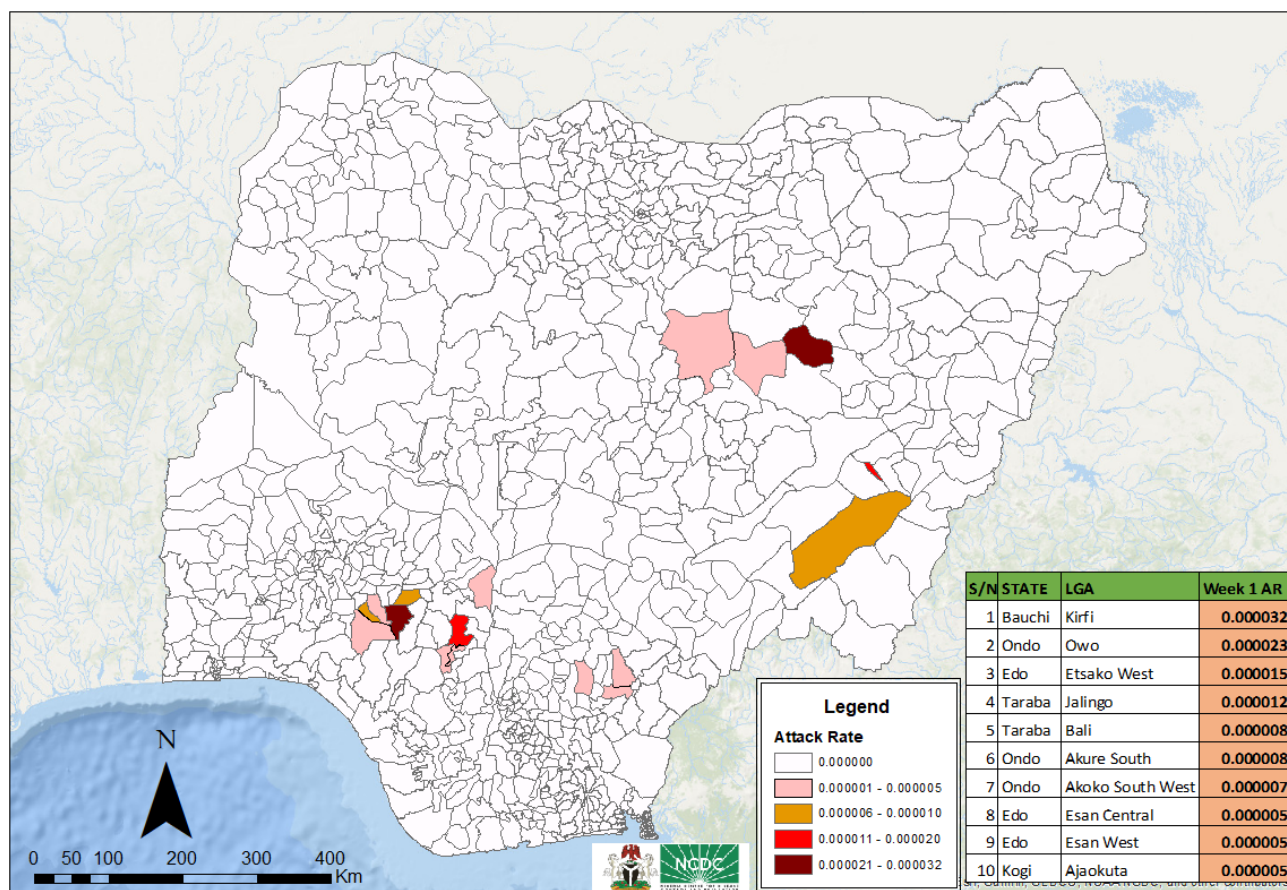 S/N STATE LGA Week 1 AR
1 Bauchi Kirfi 0.000032
2 Ondo Owo 0.000023
3 Edo Etsako West 0.000015
4 Taraba Jalingo 0.000012
5 Taraba Bali 0.000008
6 Ondo Akure South 0.000008
7 Ondo Akoko South West 0.000007
8 Edo Esan Central 0.000005
9 Edo Esan West 0.000005
10 Kogi Ajaokuta 0.000005
Legend
Attack Rate
0.000000
0.000001 - 0.000005
0.000006 - 0.000010
0.000011 - 0.000020
0.000021 - 0.000032
N
0 50 100 200 300 400
Km
NCDC